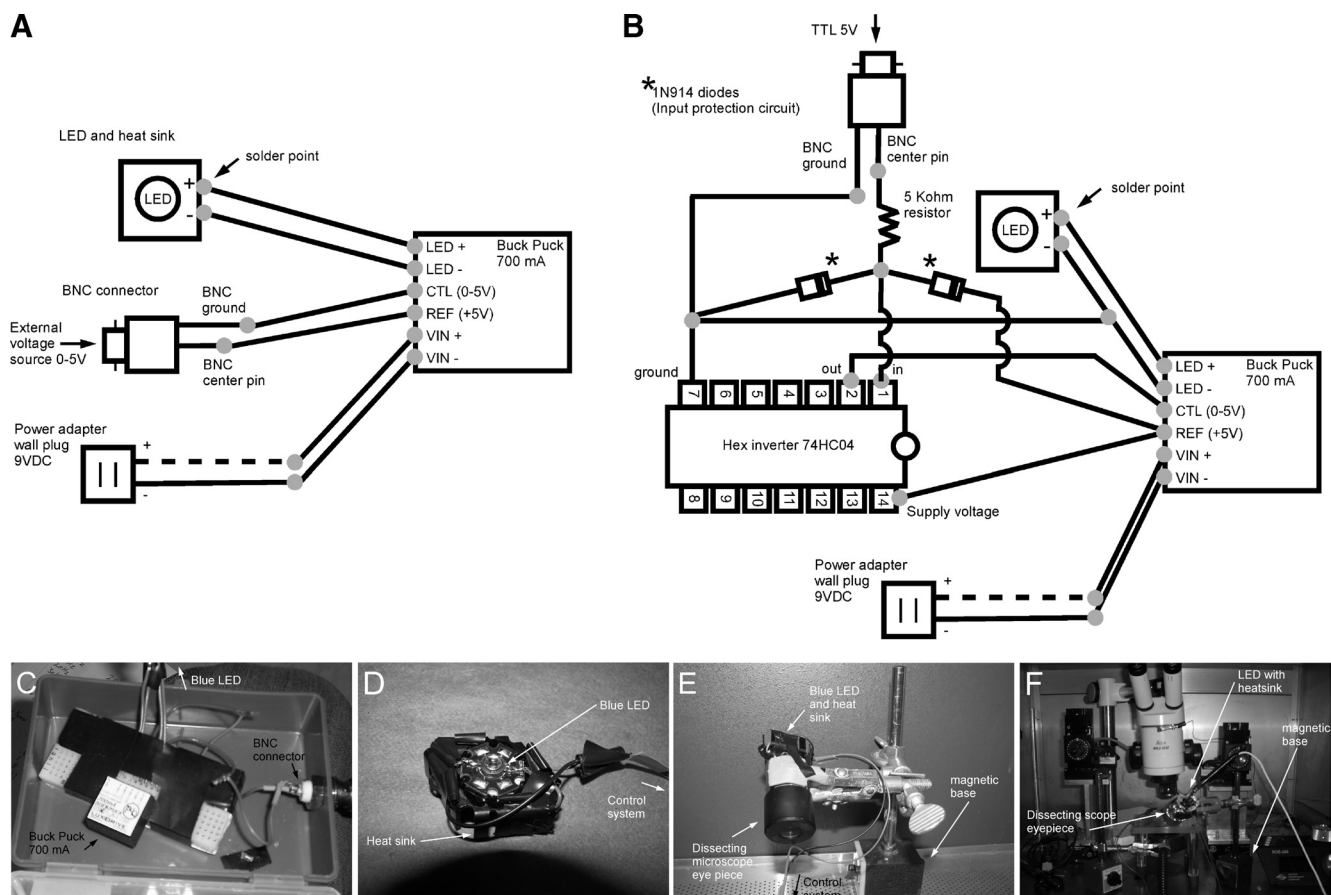 A
LED and heat sink
solder point
LED
+
-
Buck Puck
700 mA
LED +
LED -
CTL (0-5V)
REF (+5V)
VIN +
VIN -
BNC connector
BNC
ground
External
voltage
source 0-5V
BNC
center pin
Power adapter
wall plug
9VDC
+
-
B
TTL 5V
*1N914 diodes
(Input protection circuit)
BNC
ground
BNC
center pin
5 Kohm
resistor
solder point
LED
+
-
*
*
ground
out
in
7 6 5 4 3 2 1
Hex inverter 74HC04
8 9 10 11 12 13 14
Supply voltage
Buck Puck
700 mA
LED +
LED -
CTL (0-5V)
REF (+5V)
VIN +
VIN -
Power adapter
wall plug
9VDC
+
-
C
Blue LED
BNC
connector
Buck Puck
700 mA
D
Blue LED
Control
system
Heat sink
E
Blue LED
and heat
sink
magnetic
base
Dissecting
microscope
eye piece
Control
system
F
LED with
heatsink
magnetic
base
Dissecting scope
eyepiece